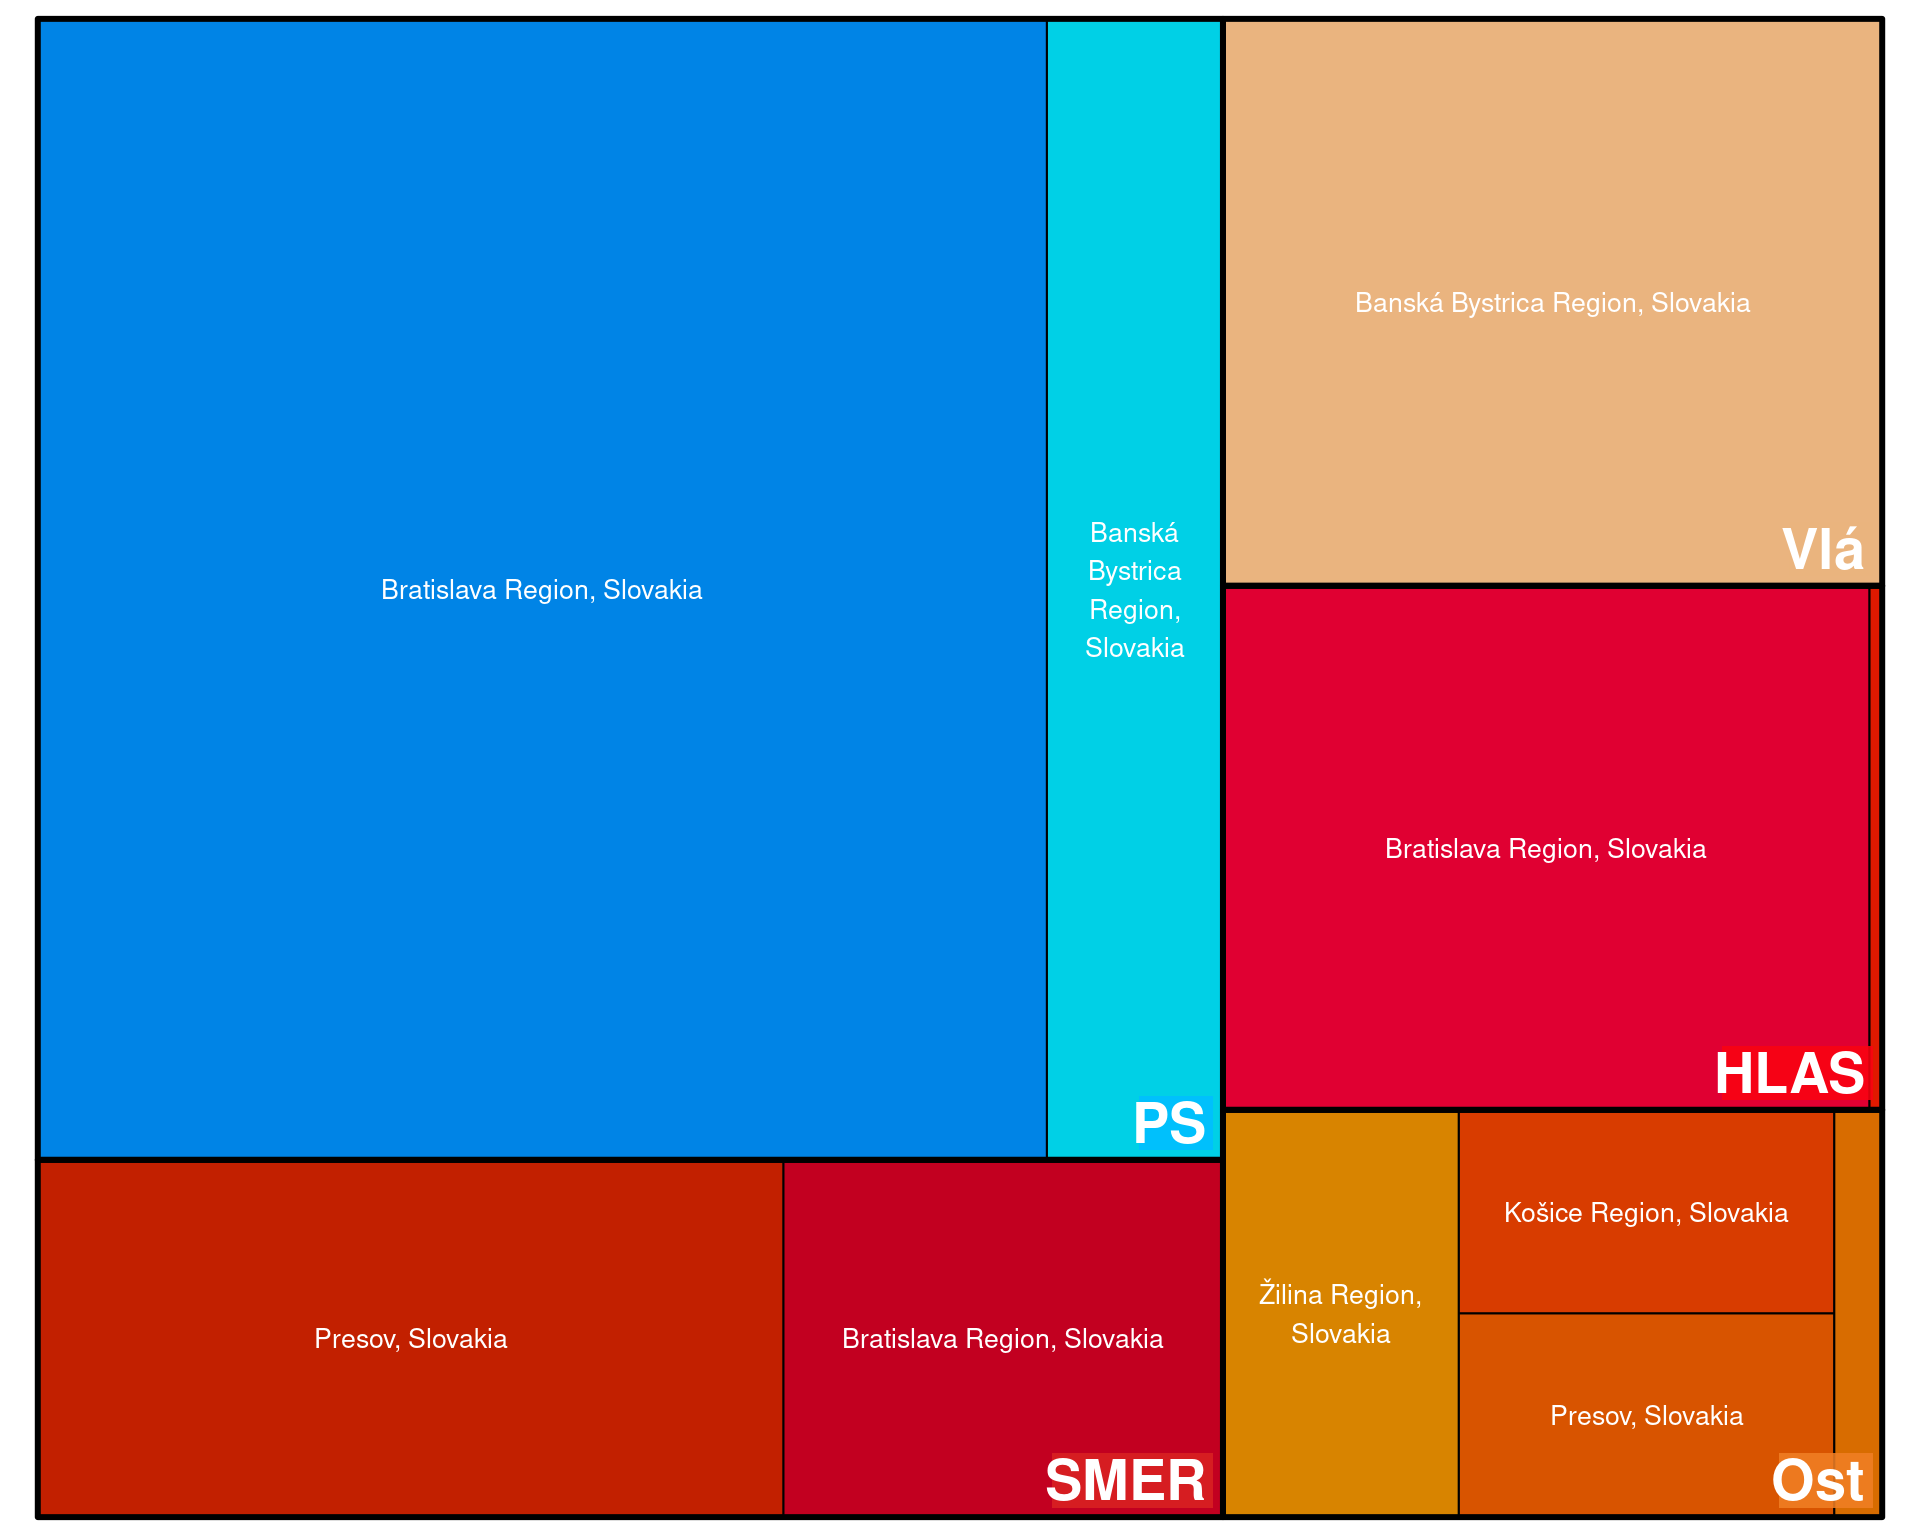 Bratislava Region, Slovakia
Banská
Bystrica
Region,
Slovakia
PS
Banská Bystrica Region, Slovakia
Vlá
Bratislava Region, Slovakia
HLAS
Presov, Slovakia
Bratislava Region, Slovakia
SMER
Žilina Region,
Slovakia
Košice Region, Slovakia
Presov, Slovakia
Ost